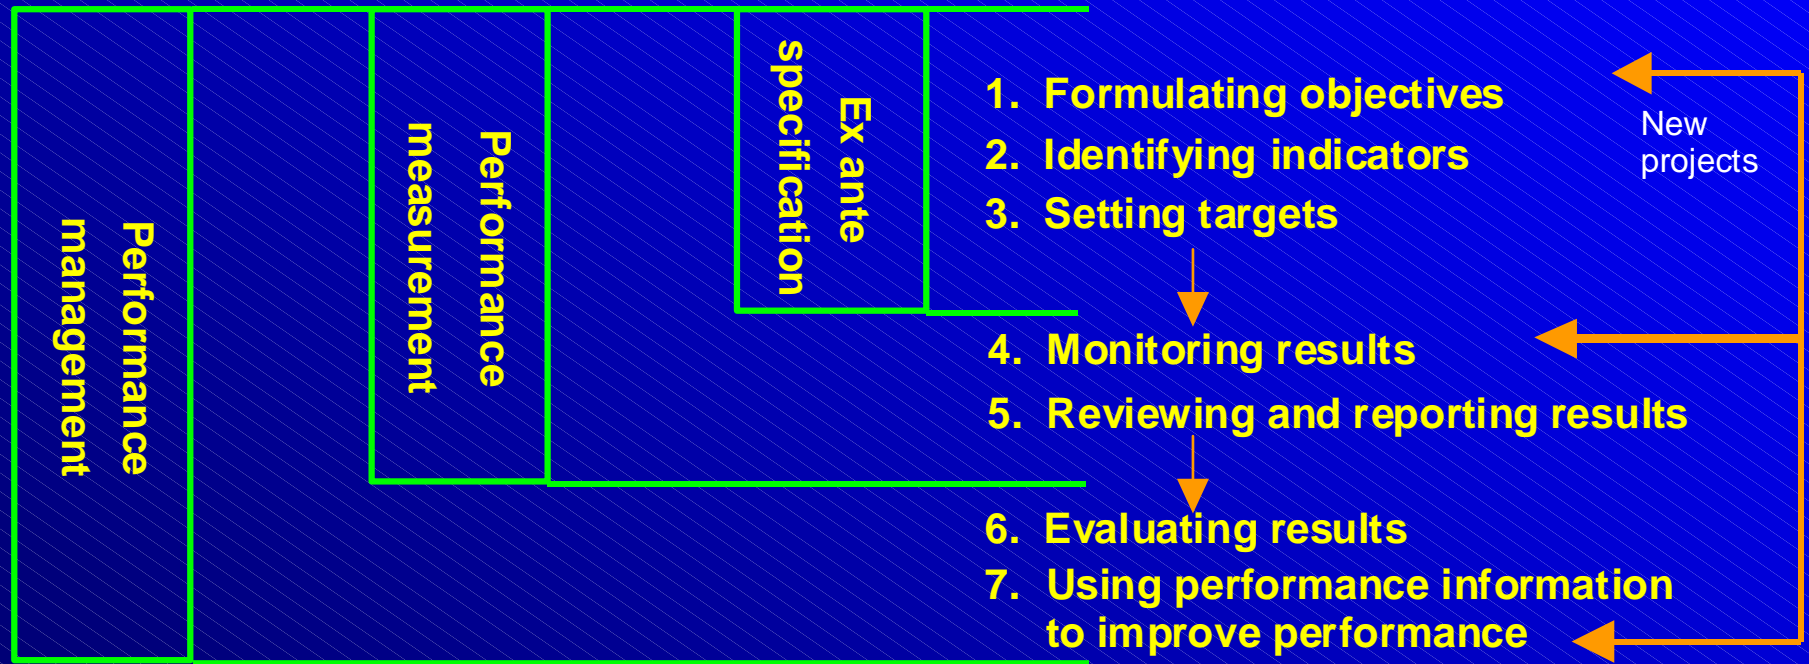 Performance
management
Performance
measurement
Ex ante
specification
1. Formulating objectives
2. Identifying indicators
3. Setting targets
New
projects
4. Monitoring results
5. Reviewing and reporting results
6. Evaluating results
7. Using performance information
to improve performance